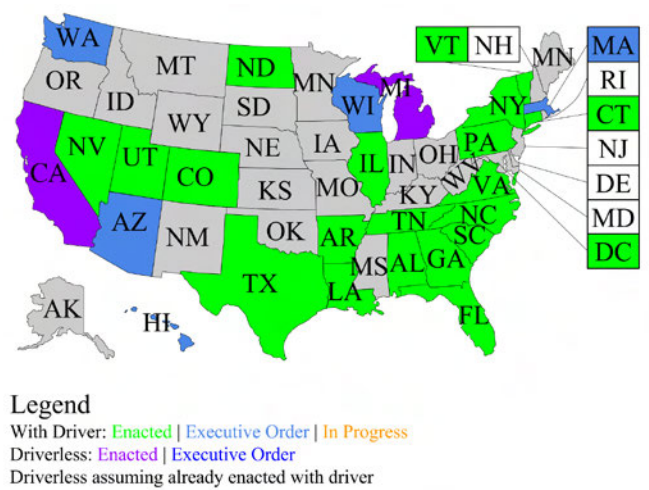 WA
MT
ND
MN
VT
NH
MN
MA
OR
ID
SD
WI
MI
NY
RI
WY
CT
NV
UT
CO
NE
IA
IL
IN
OH
PA
NJ
CA
KS
MO
KY
WV
VA
DE
AZ
NM
OK
AR
TN
NC
SC
MD
TX
LA
MS
AL
GA
DC
AK
HI
FL
Legend
With Driver: Enacted | Executive Order | In Progress
Driverless: Enacted | Executive Order
Driverless assuming already enacted with driver